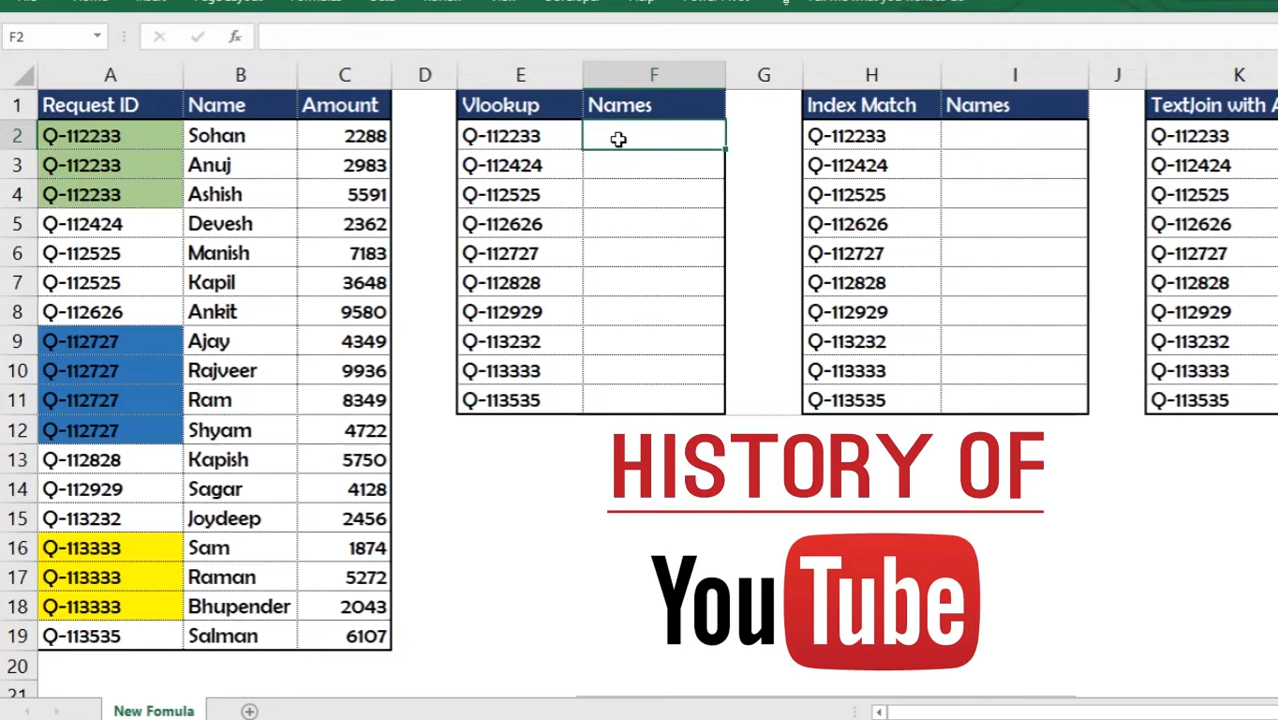 F2
fx
A B C D E F G H I J K
1 Request ID Name Amount Vlookup Names Index Match Names TextJoin with A
2 Q-112233 Sohan 2288 Q-112233 Q-112233 Q-112233
3 Q-112233 Anuj 2983 Q-112424 Q-112424 Q-112424
4 Q-112233 Ashish 5591 Q-112525 Q-112525 Q-112525
5 Q-112424 Devesh 2362 Q-112626 Q-112626 Q-112626
6 Q-112525 Manish 7183 Q-112727 Q-112727 Q-112727
7 Q-112525 Kapil 3648 Q-112828 Q-112828 Q-112828
8 Q-112626 Ankit 9580 Q-112929 Q-112929 Q-112929
9 Q-112727 Ajay 4349 Q-113232 Q-113232 Q-113232
10 Q-112727 Rajveer 9936 Q-113333 Q-113333 Q-113333
11 Q-112727 Ram 8349 Q-113535 Q-113535 Q-113535
12 Q-112727 Shyam 4722
13 Q-112828 Kapish 5750
14 Q-112929 Sagar 4128
15 Q-113232 Joydeep 2456
16 Q-113333 Sam 1874
17 Q-113333 Raman 5272
18 Q-113333 Bhupender 2043
19 Q-113535 Salman 6107
20
21
HISTORY OF
YouTube
New Fomula